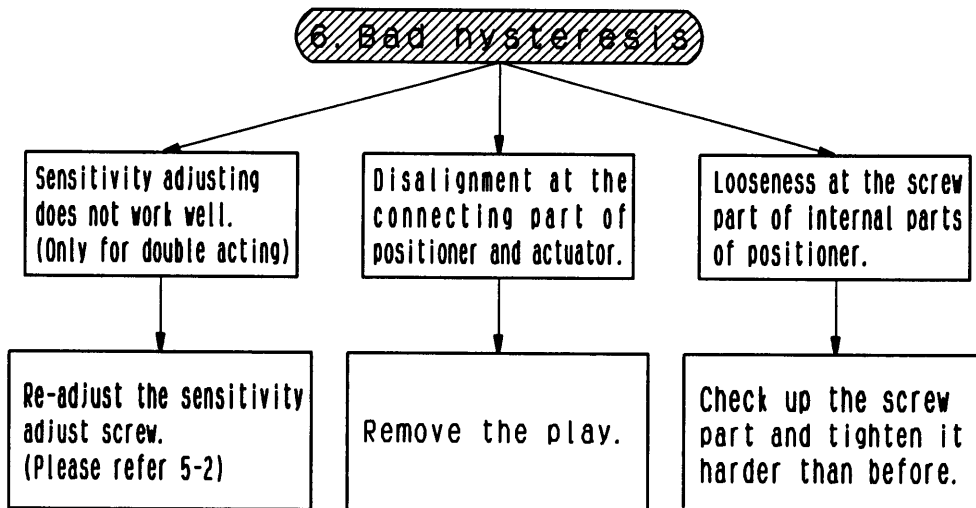 6. Bad hysteresis
Sensitivity adjusting
does not work well.
(Only for double acting)
Disalignment at the
connecting part of
positioner and actuator.
Looseness at the screw
part of internal parts
of positioner.
Re-adjust the sensitivity
adjust screw.
(Please refer 5-2)
Remove the play.
Check up the screw
part and tighten it
harder than before.